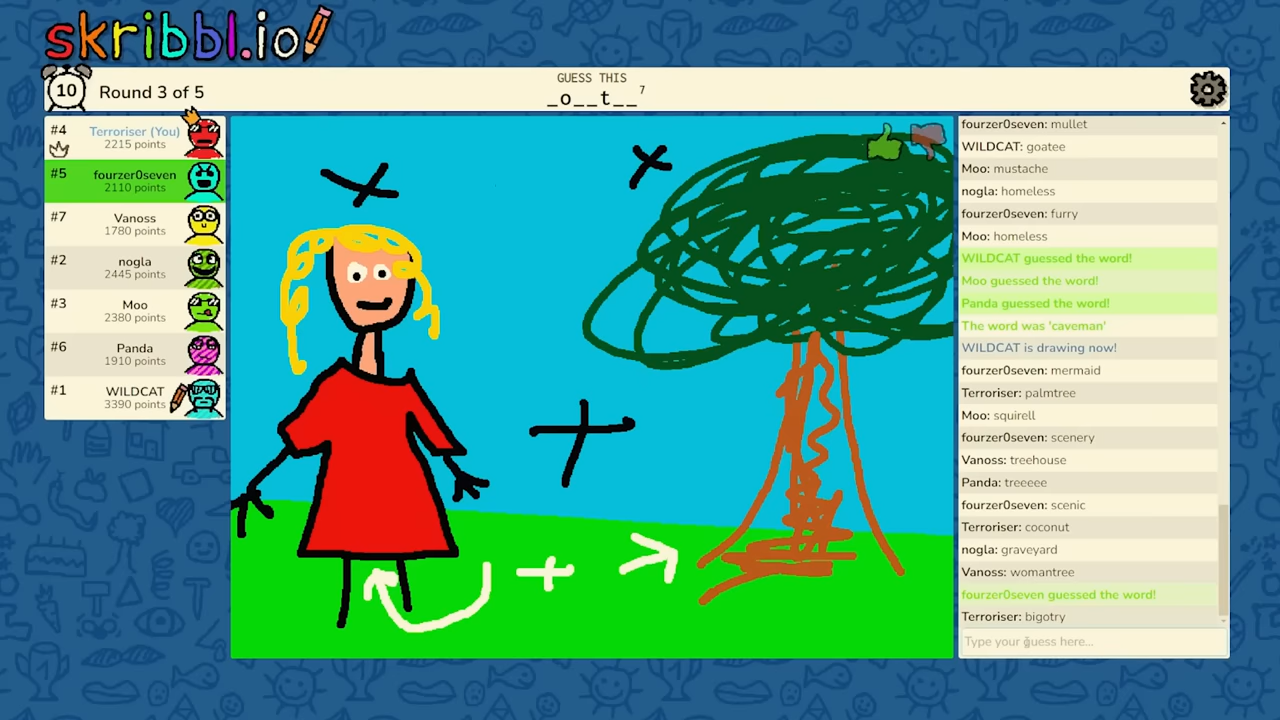 skribbl.io
10
Round 3 of 5
GUESS THIS
_o__t__ 7
#4
Terroriser (You)
2215 points
#5
fourzer0seven
2110 points
#7
Vanoss
1780 points
#2
nogla
2445 points
#3
Moo
2380 points
#6
Panda
1910 points
#1
WILDCAT
3390 points
fourzer0seven: mullet
WILDCAT: goatee
Moo: mustache
nogla: homeless
fourzer0seven: furry
Moo: homeless
WILDCAT guessed the word!
Moo guessed the word!
Panda guessed the word!
The word was 'caveman'
WILDCAT is drawing now!
fourzer0seven: mermaid
Terroriser: palmtree
Moo: squirell
fourzer0seven: scenery
Vanoss: treehouse
Panda: treeeee
fourzer0seven: scenic
Terroriser: coconut
nogla: graveyard
Vanoss: womantree
fourzer0seven guessed the word!
Terroriser: bigotry
Type your guess here...